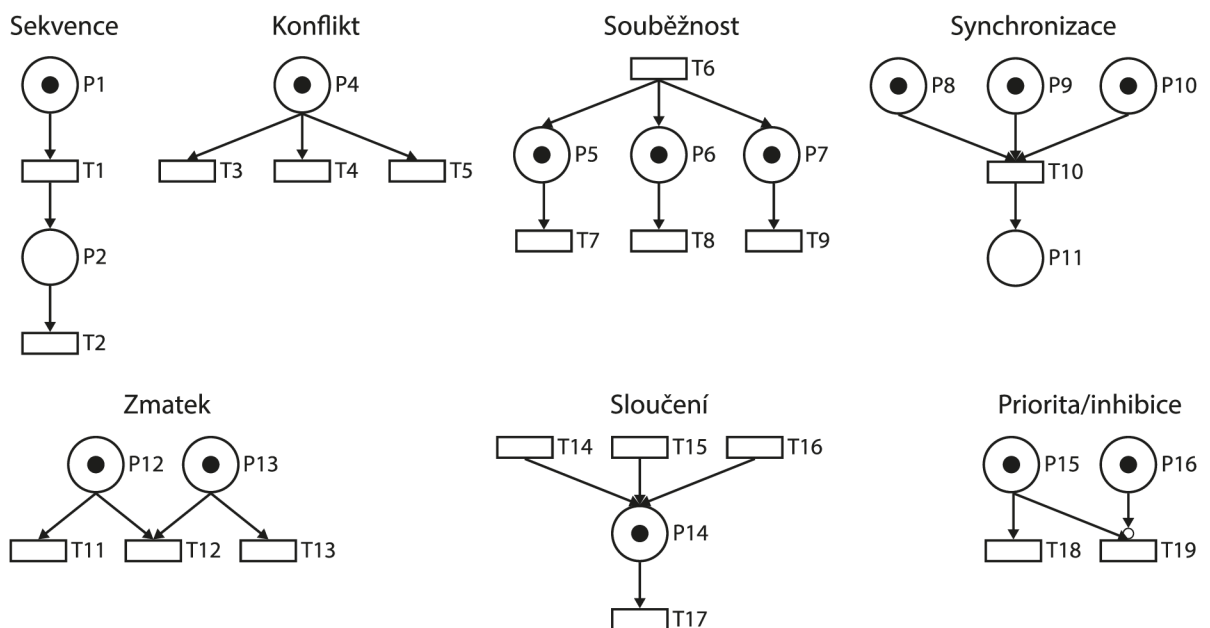 Sekvence
P1
T1
P2
T2
Konflikt
P4
T3 T4 T5
Souběžnost
T6
P5 P6 P7
T7 T8 T9
Synchronizace
P8 P9 P10
T10
P11
Zmatek
P12 P13
T11 T12 T13
Sloučení
T14 T15 T16
P14
T17
Priorita/inhibice
P15 P16
T18 T19